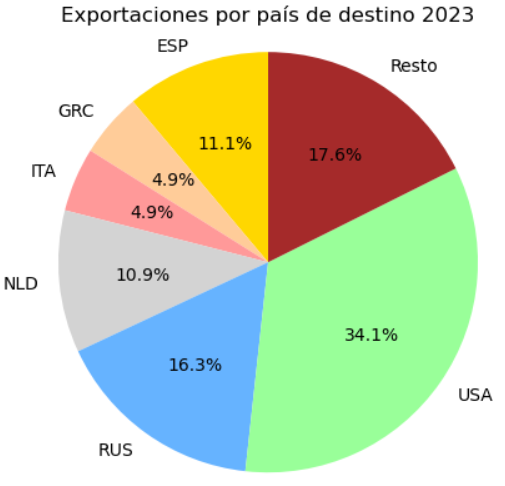 Exportaciones por país de destino 2023
ESP
Resto
GRC
11.1%
17.6%
ITA
4.9%
4.9%
NLD
10.9%
34.1%
16.3%
USA
RUS